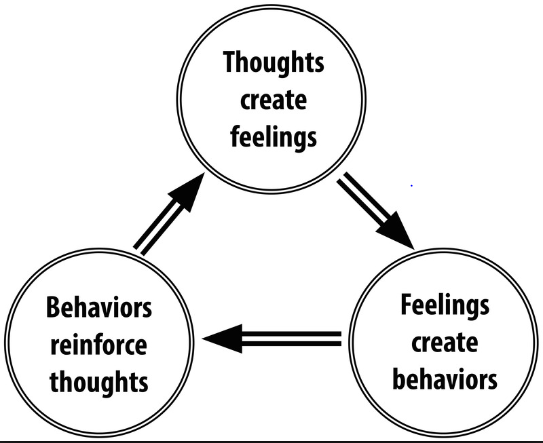 Thoughts
create
feelings
Feelings
create
behaviors
Behaviors
reinforce
thoughts